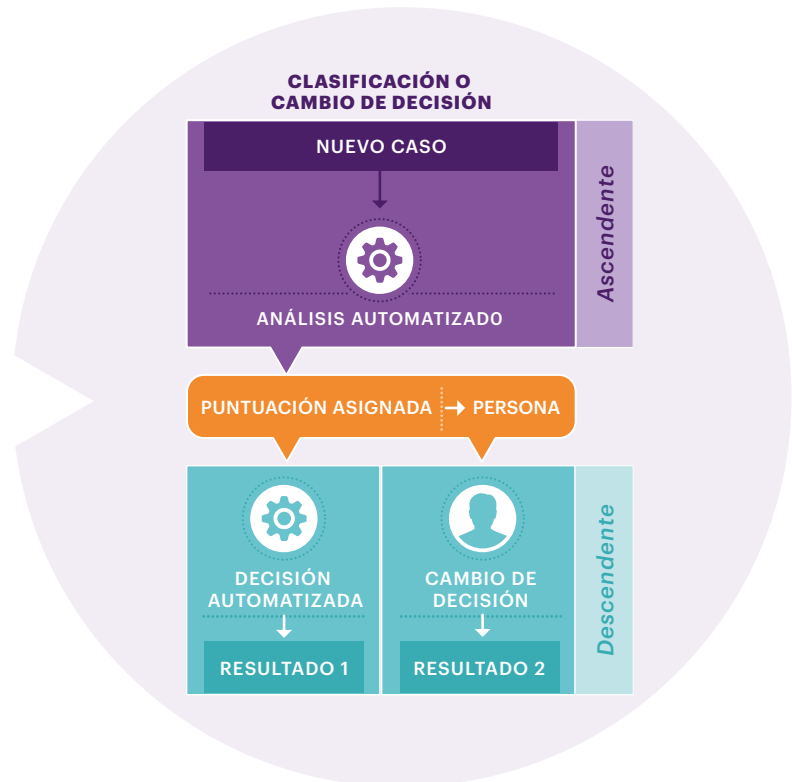 CLASIFICACIÓN O
CAMBIO DE DECISIÓN
NUEVO CASO
ANÁLISIS AUTOMATIZADO
Ascendente
PUNTUACIÓN ASIGNADA → PERSONA
DECISIÓN
AUTOMATIZADA
RESULTADO 1
CAMBIO DE
DECISIÓN
RESULTADO 2
Descendente